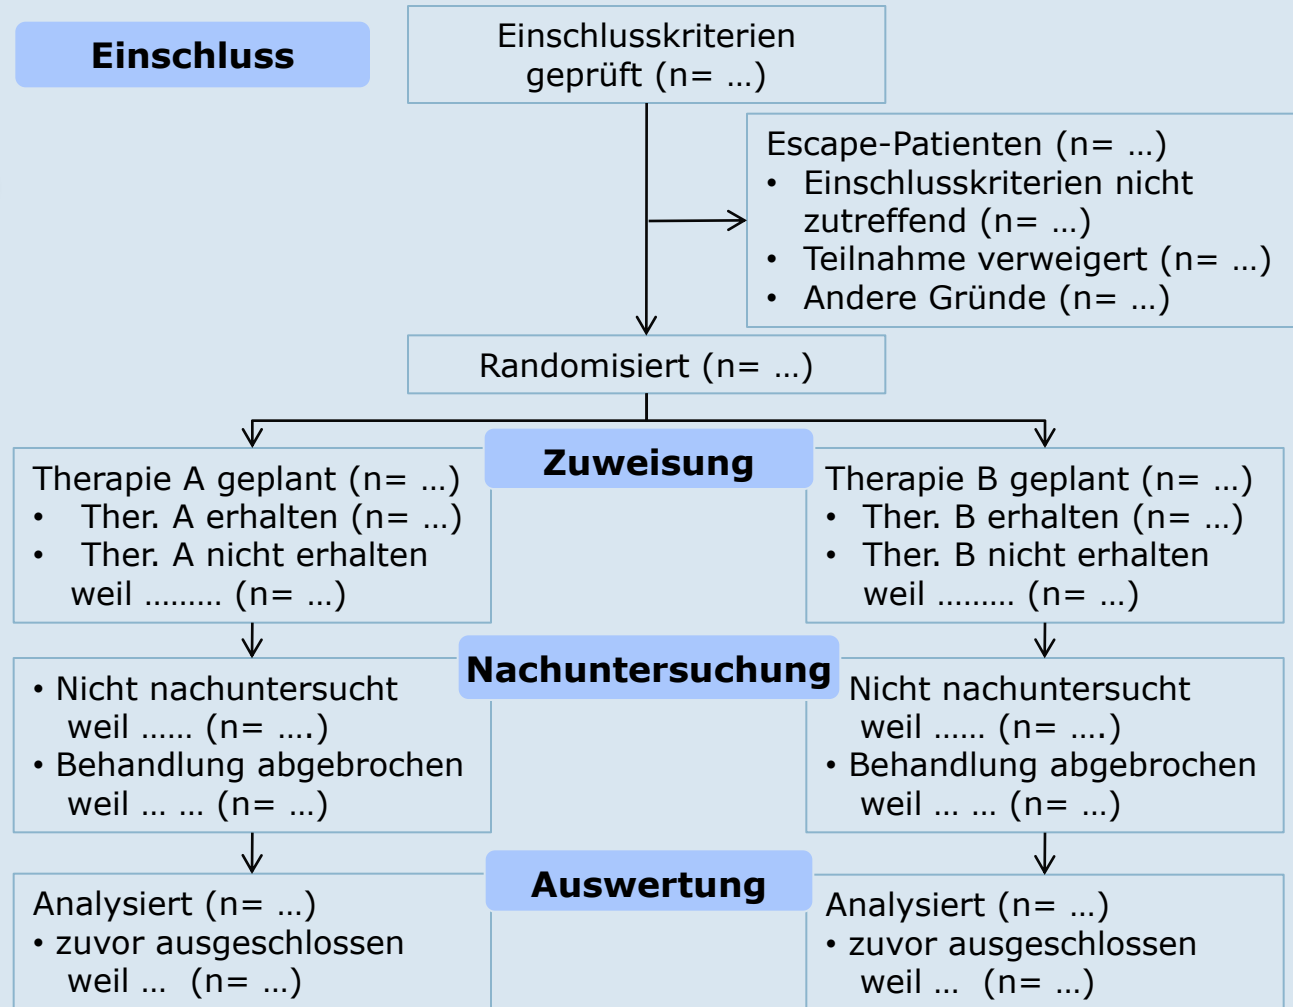 Einschluss
Einschlusskriterien
geprüft (n= …)
Escape-Patienten (n= …)
• Einschlusskriterien nicht
zutreffend (n= …)
• Teilnahme verweigert (n= …)
• Andere Gründe (n= …)
Randomisiert (n= …)
Zuweisung
Therapie A geplant (n= …)
• Ther. A erhalten (n= …)
• Ther. A nicht erhalten
weil ……… (n= …)
Therapie B geplant (n= …)
• Ther. B erhalten (n= …)
• Ther. B nicht erhalten
weil ……… (n= …)
Nachuntersuchung
• Nicht nachuntersucht
weil …… (n= ….)
• Behandlung abgebrochen
weil … … (n= …)
Nicht nachuntersucht
weil …… (n= ….)
• Behandlung abgebrochen
weil … … (n= …)
Auswertung
Analysiert (n= …)
• zuvor ausgeschlossen
weil … (n= …)
Analysiert (n= …)
• zuvor ausgeschlossen
weil … (n= …)